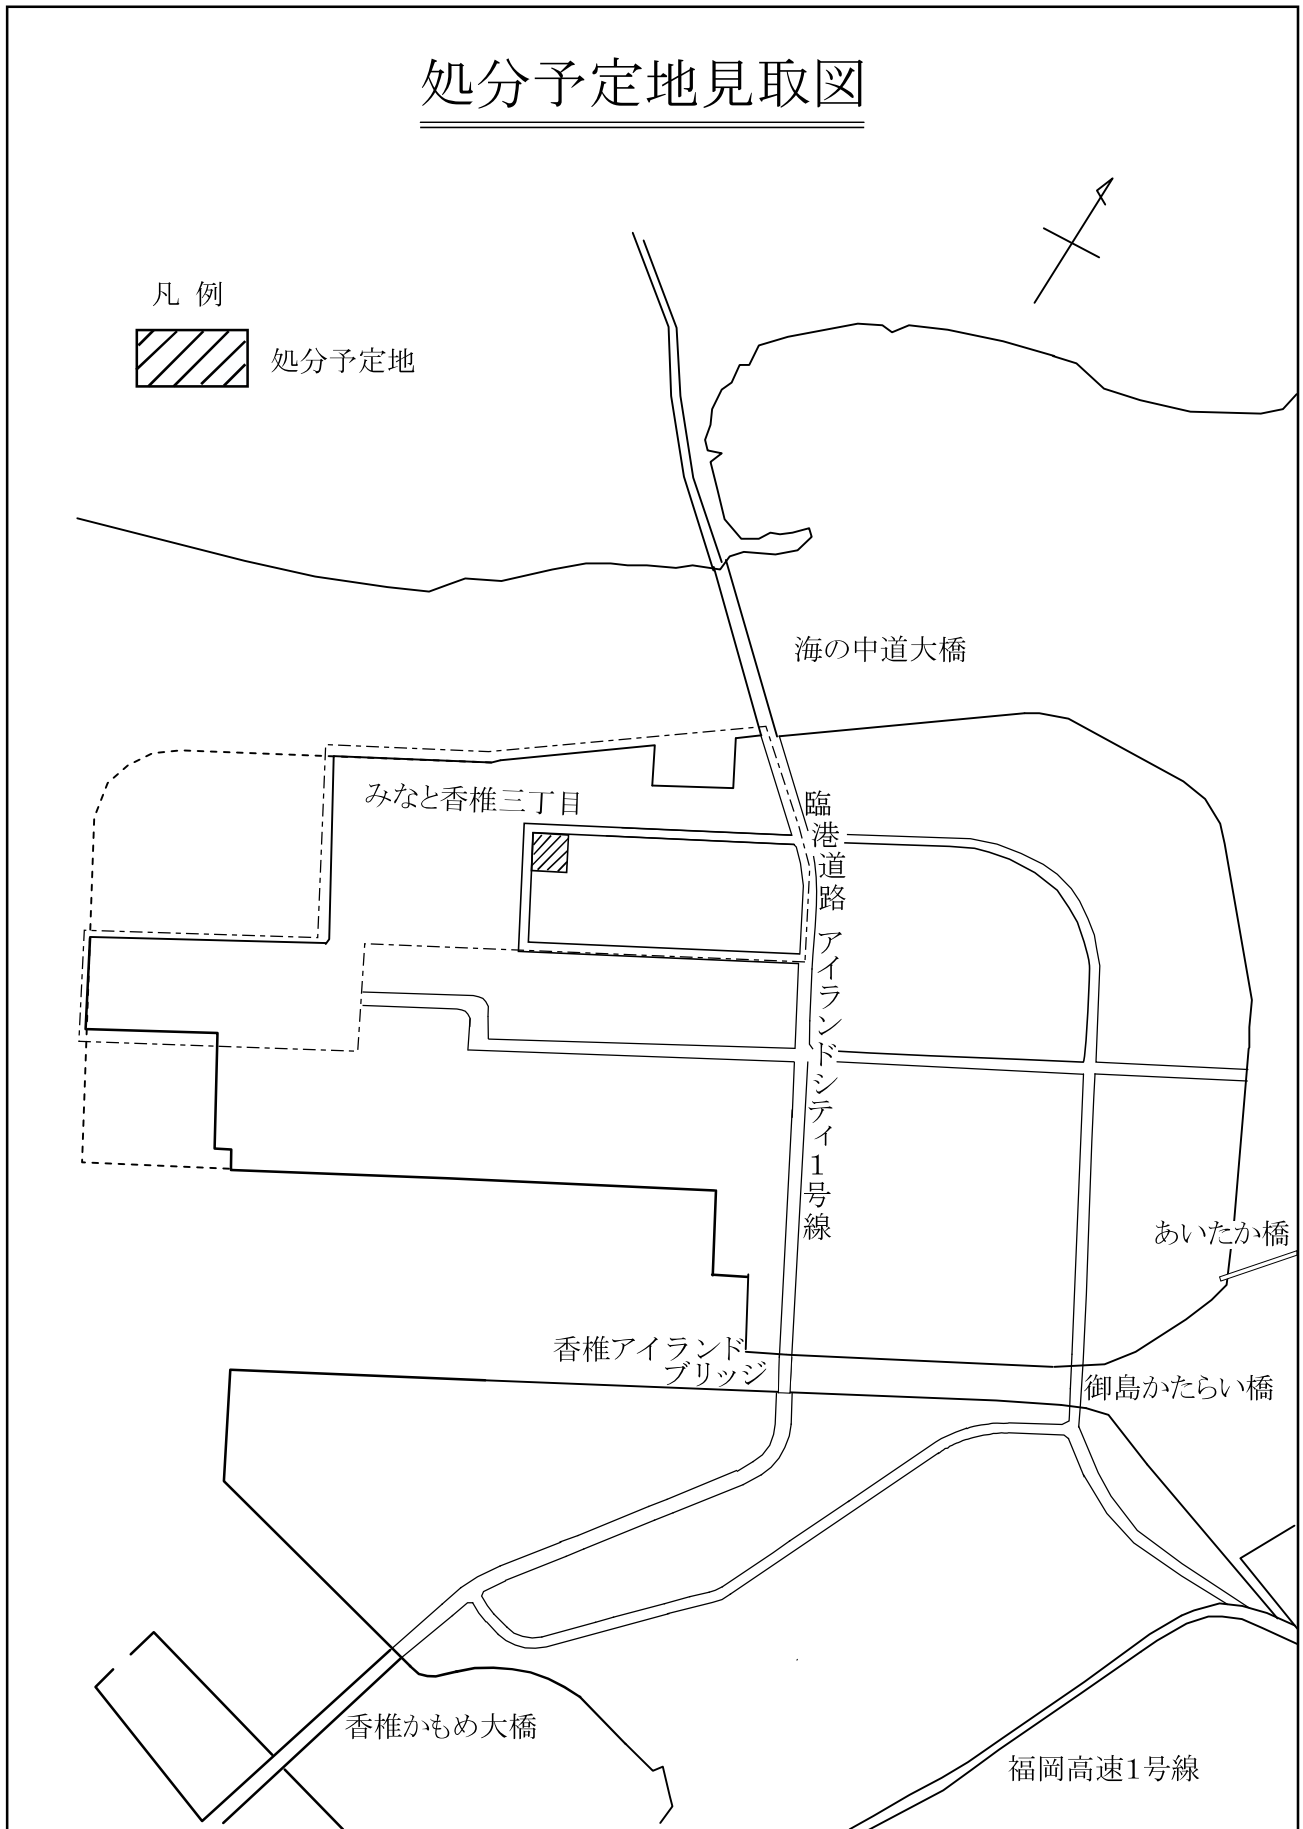 処分予定地見取図
凡 例
処分予定地
海の中道大橋
みなと香椎三丁目
臨港道路 アイランドシティ1号線
あいたか橋
香椎アイランド
ブリッジ
御島かたらい橋
香椎かもめ大橋
福岡高速1号線